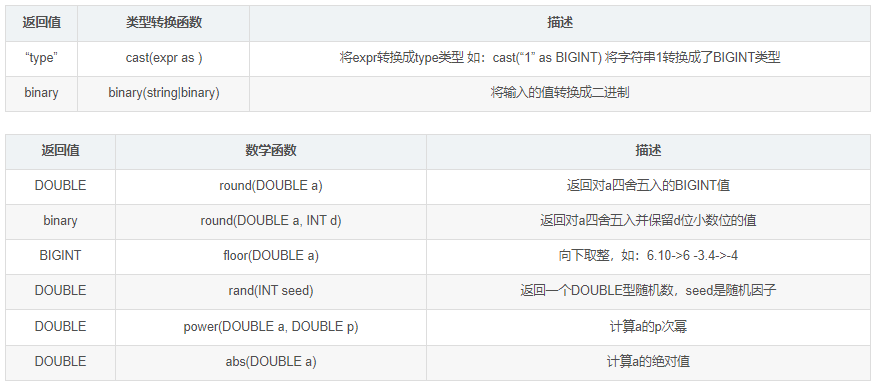 返回值 类型转换函数 描述
“type” cast(expr as ) 将expr转换成type类型 如：cast(“1” as BIGINT) 将字符串1转换成了BIGINT类型
binary binary(string|binary) 将输入的值转换成二进制
返回值 数学函数 描述
DOUBLE round(DOUBLE a) 返回对a四舍五入的BIGINT值
binary round(DOUBLE a, INT d) 返回对a四舍五入并保留d位小数位的值
BIGINT floor(DOUBLE a) 向下取整，如：6.10->6 -3.4->-4
DOUBLE rand(INT seed) 返回一个DOUBLE型随机数，seed是随机因子
DOUBLE power(DOUBLE a, DOUBLE p) 计算a的p次幂
DOUBLE abs(DOUBLE a) 计算a的绝对值